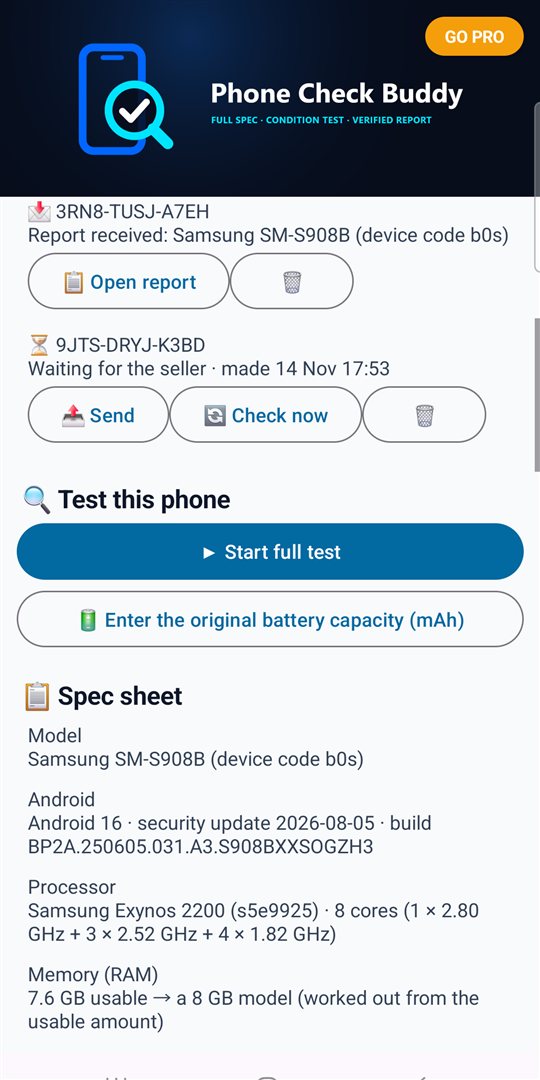 GO PRO
Phone Check Buddy
FULL SPEC · CONDITION TEST · VERIFIED REPORT
3RN8-TUSJ-A7EH
Report received: Samsung SM-S908B (device code b0s)
Open report
9JTS-DRYJ-K3BD
Waiting for the seller · made 14 Nov 17:53
Send
Check now
Test this phone
► Start full test
Enter the original battery capacity (mAh)
Spec sheet
Model
Samsung SM-S908B (device code b0s)
Android
Android 16 · security update 2026-08-05 · build
BP2A.250605.031.A3.S908BXXSOGZH3
Processor
Samsung Exynos 2200 (s5e9925) · 8 cores (1 × 2.80
GHz + 3 × 2.52 GHz + 4 × 1.82 GHz)
Memory (RAM)
7.6 GB usable → a 8 GB model (worked out from the
usable amount)